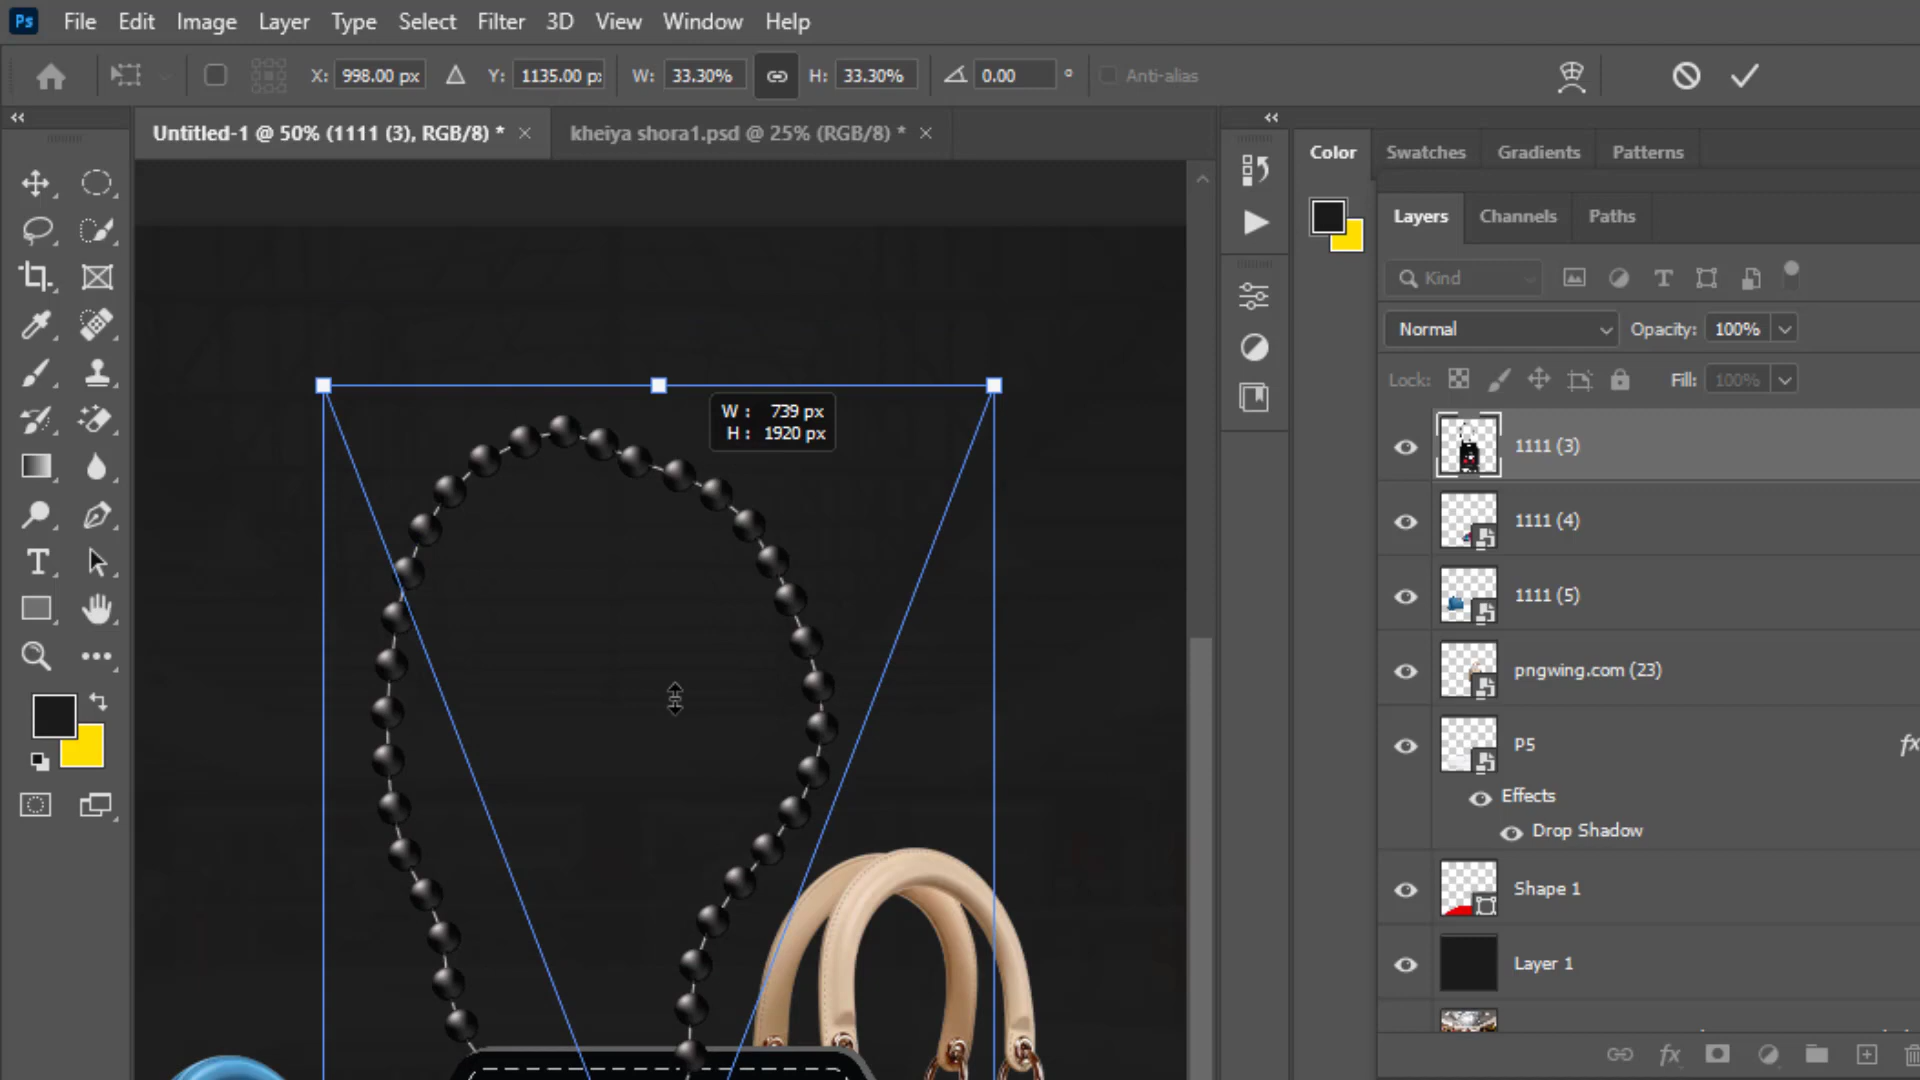 Ps File Edit Image Layer Type Select Filter 3D View Window Help
X: 998.00 px Y: 1135.00 p W: 33.30% H: 33.30% 0.00 ° Anti-alias
Untitled-1 @ 50% (1111 (3), RGB/8) * × kheiya shora1.psd @ 25% (RGB/8) * ×
Color Swatches Gradients Patterns
Layers Channels Paths
Kind
Normal Opacity: 100%
Lock: Fill: 100%
W : 739 px
H : 1920 px
1111 (3)
1111 (4)
1111 (5)
pngwing.com (23)
P5 fx
Effects
Drop Shadow
Shape 1
Layer 1
fx